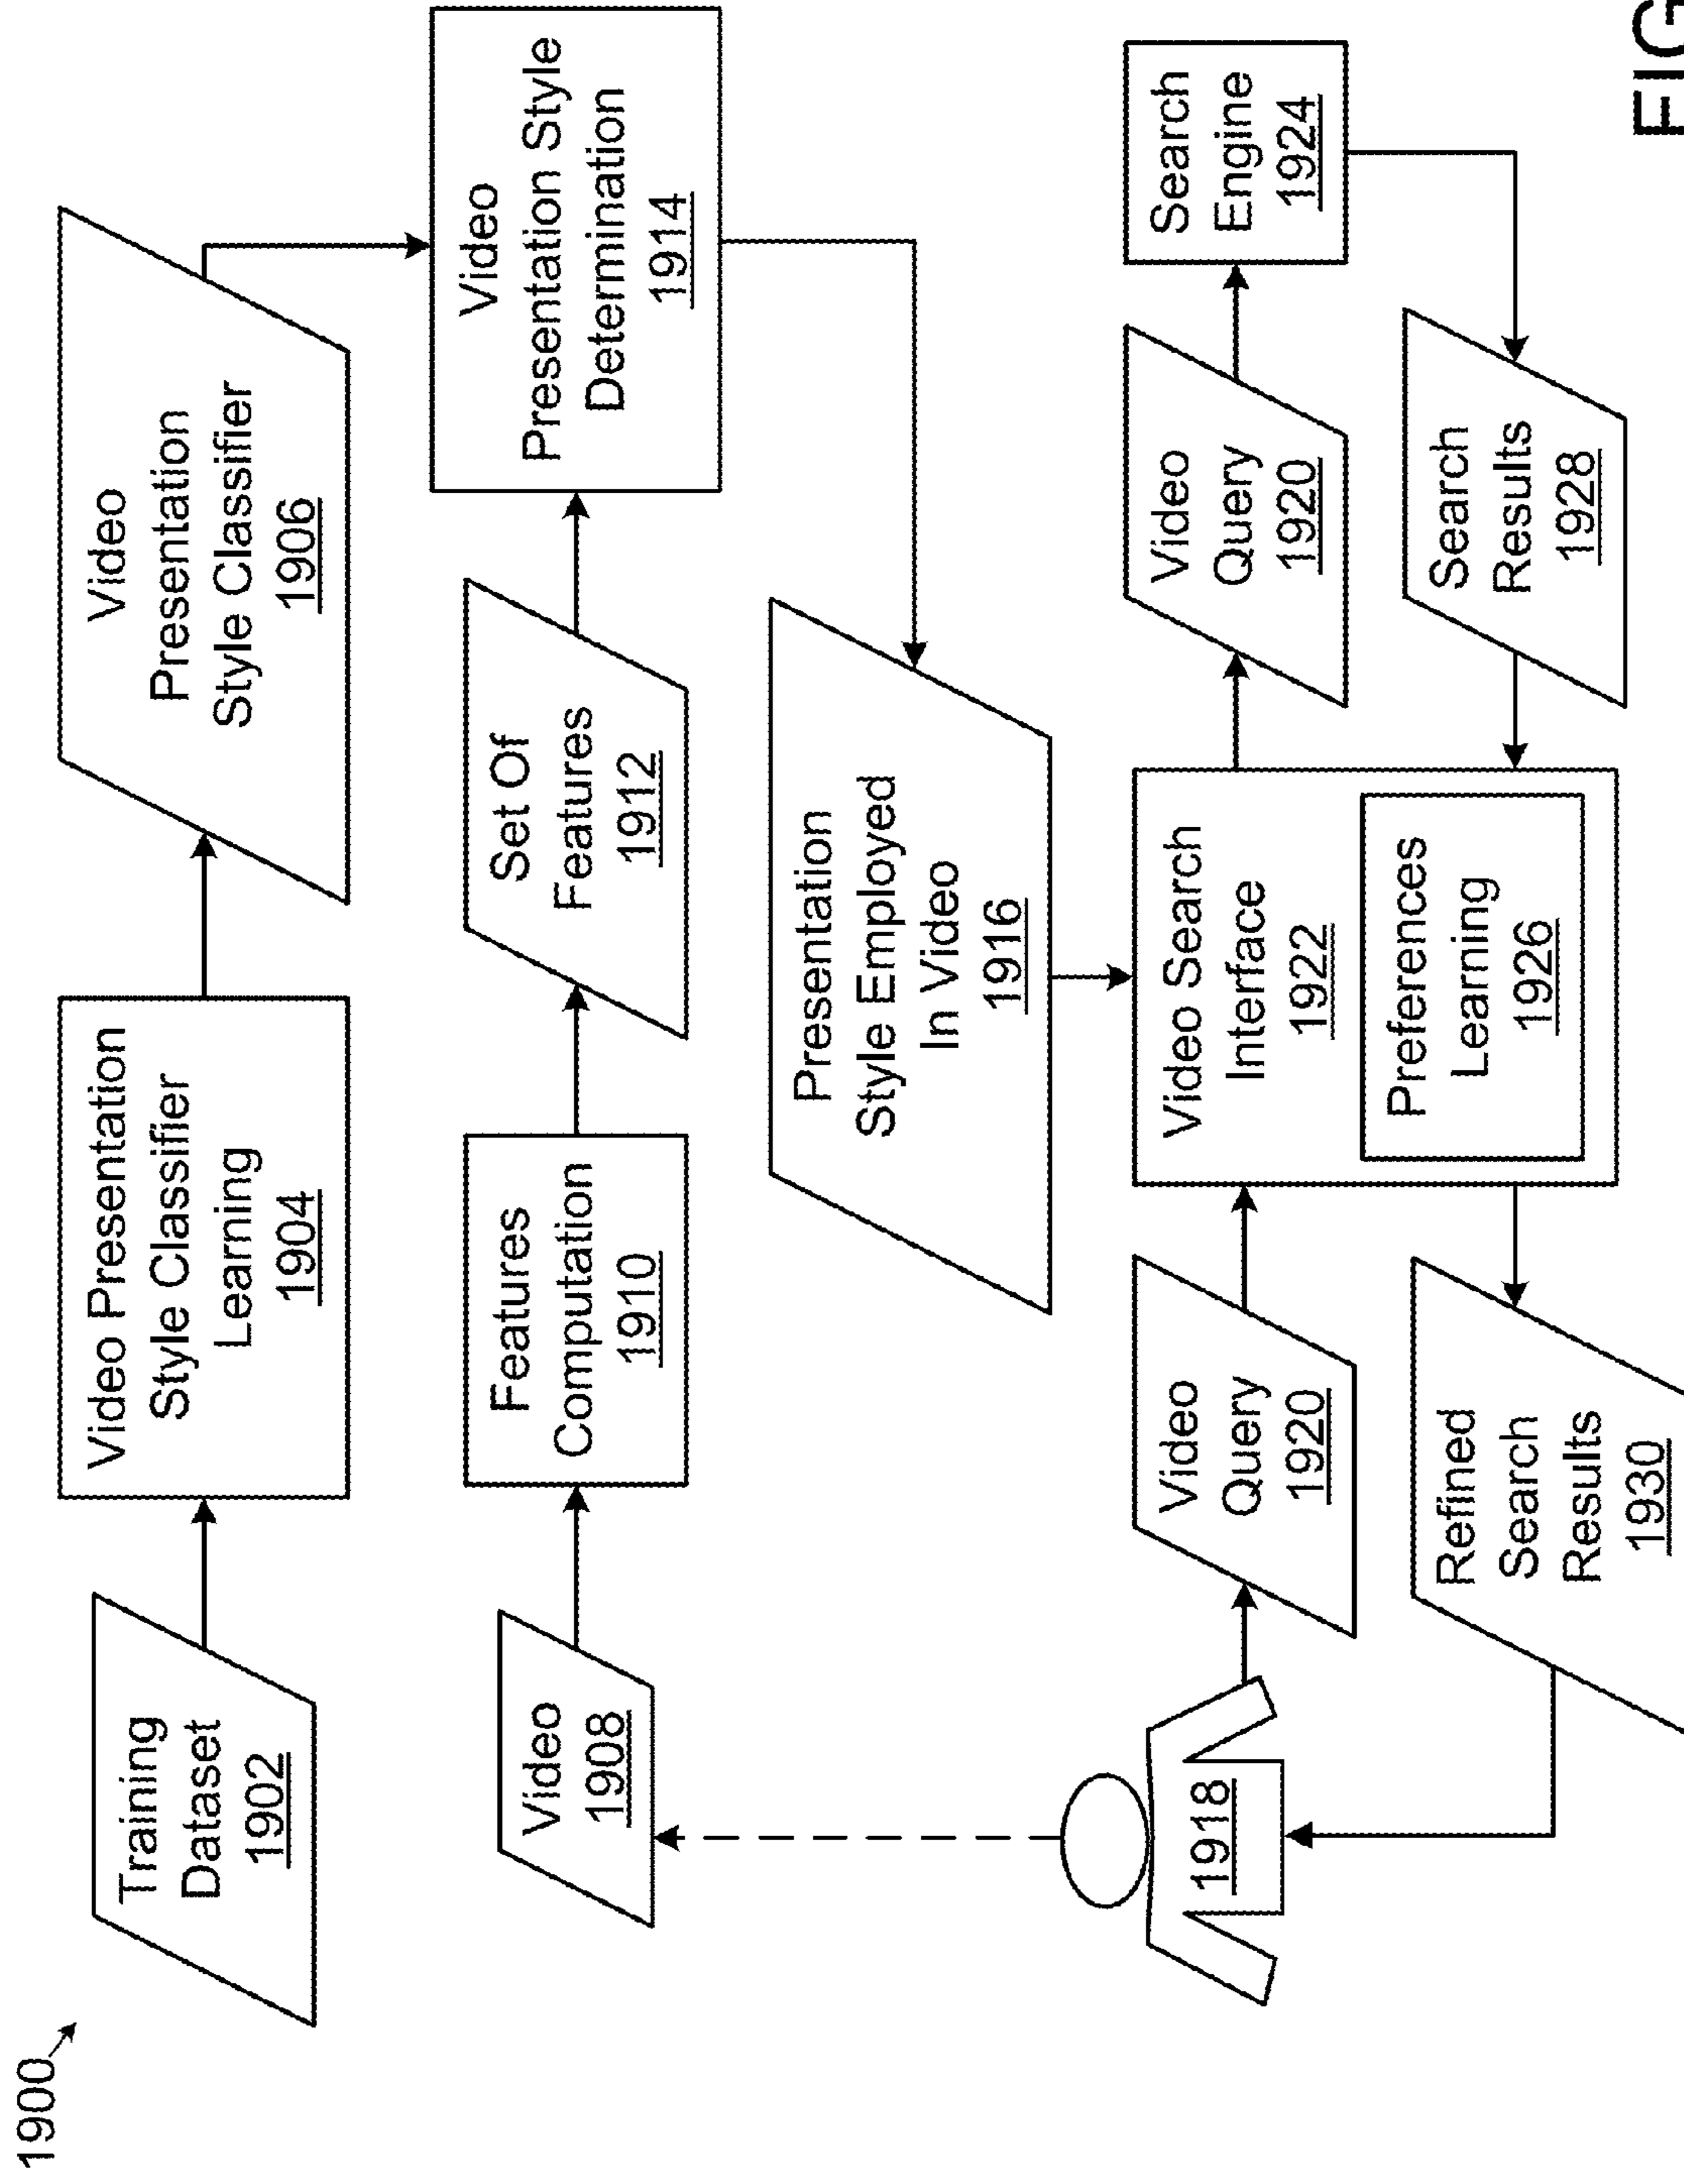 1900
Training
Dataset
1902
Video Presentation
Style Classifier
Learning
1904
Video
Presentation
Style Classifier
1906
Video
1908
Features
Computation
1910
Set Of
Features
1912
Video
Presentation Style
Determination
1914
Presentation
Style Employed
In Video
1916
1918
Video
Query
1920
Video Search
Interface
1922
Preferences
Learning
1926
Video
Query
1920
Search
Engine
1924
Refined
Search
Results
1930
Search
Results
1928
FIG